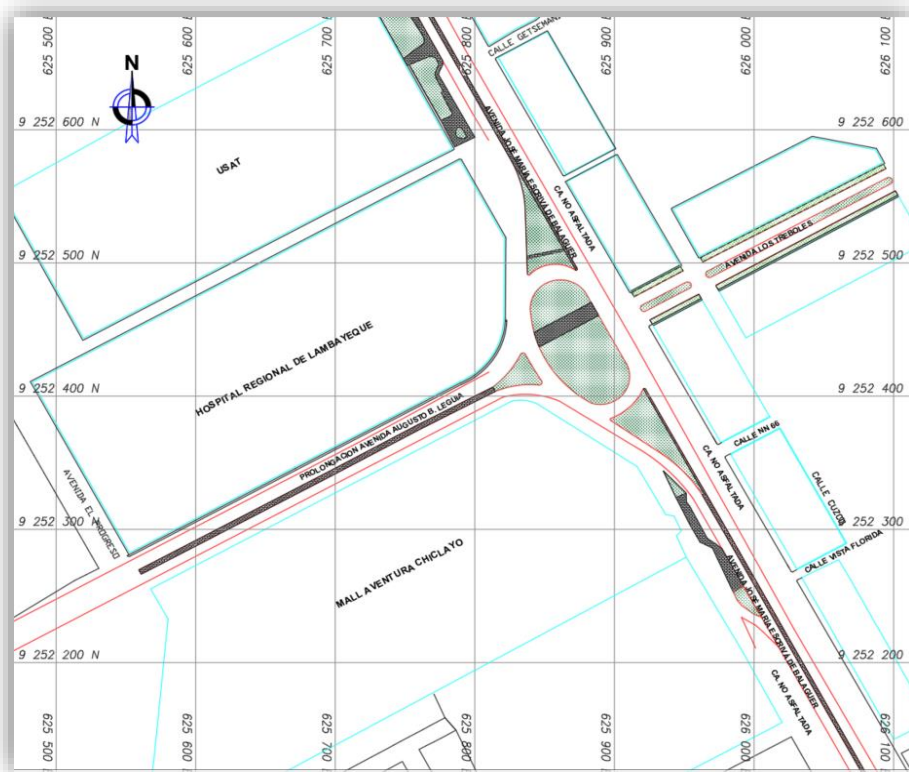 625 500
625 600
625 700
625 800
625 900
626 000
626 100
N
CALLE GETSEMANI
9 252 600 N
9 252 600
USAT
AVENIDA JOSE MARIA ESCRIVA DE BALAGUER
CA. NO ASFALTADA
AVENIDA LOS TREBOLES
9 252 500 N
9 252 500
HOSPITAL REGIONAL DE LAMBAYEQUE
9 252 400 N
9 252 400
PROLONGACION AVENIDA AUGUSTO B. LEGUIA
CALLE NN 66
CA. NO ASFALTADA
CALLE CUZCO
AVENIDA EL PROGRESO
9 252 300 N
9 252 300
CALLE VISTA FLORIDA
MALL AVENTURA CHICLAYO
AVENIDA JOSE MARIA ESCRIVA DE BALAGUER
9 252 200 N
9 252 200
CA. NO ASFALTADA
625 500
625 600
625 700
625 800
625 900
626 000
626 100